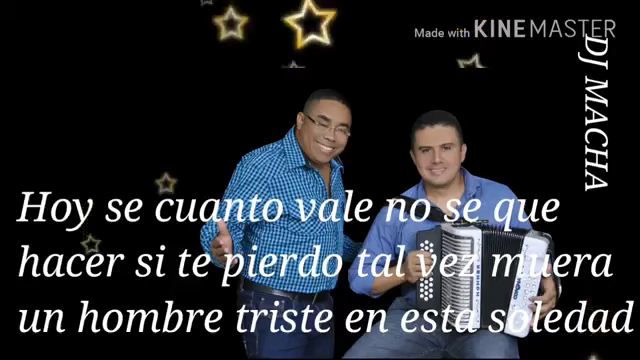 Made with KINEMASTER
DJ MACHA
Hoy se cuanto vale no se que
hacer si te pierdo tal vez muera
un hombre triste en esta soledad
HOHNER